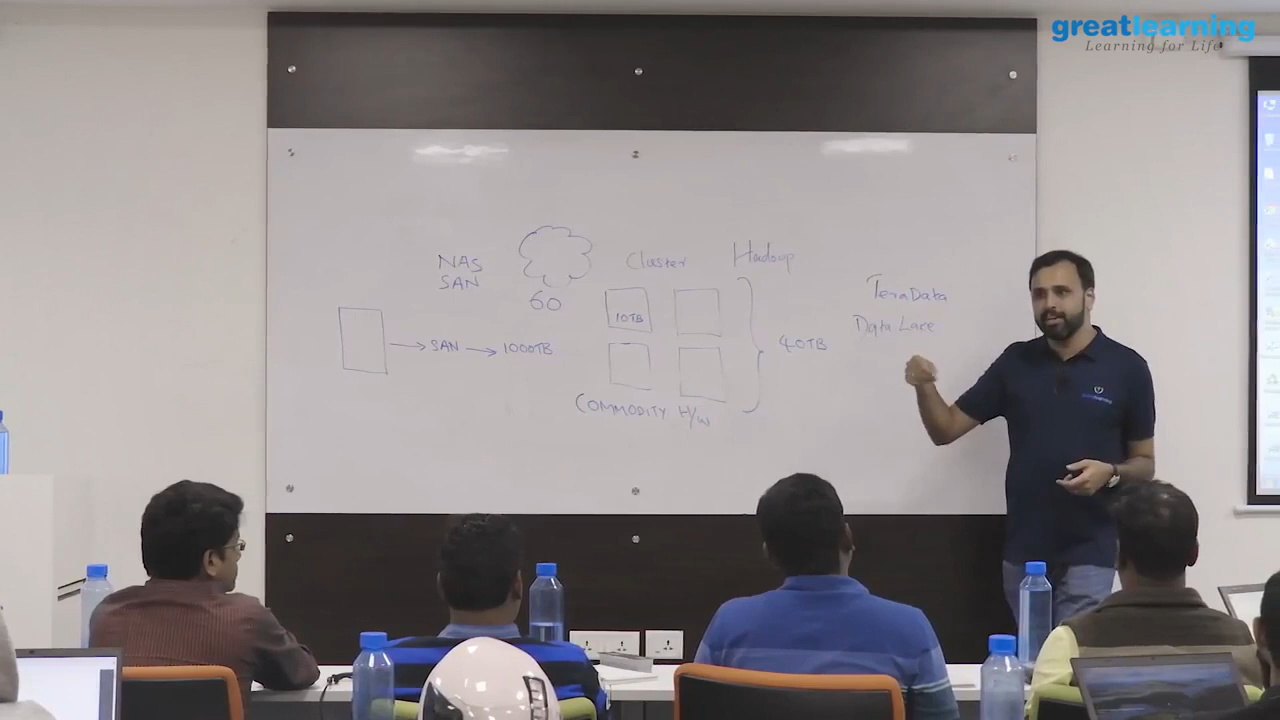 greatlearning
Learning for Life
NAS
SAN
60
Cluster
Hadoop
10TB
SAN
1000TB
40TB
COMMODITY H/W
TeraData
Data Lake